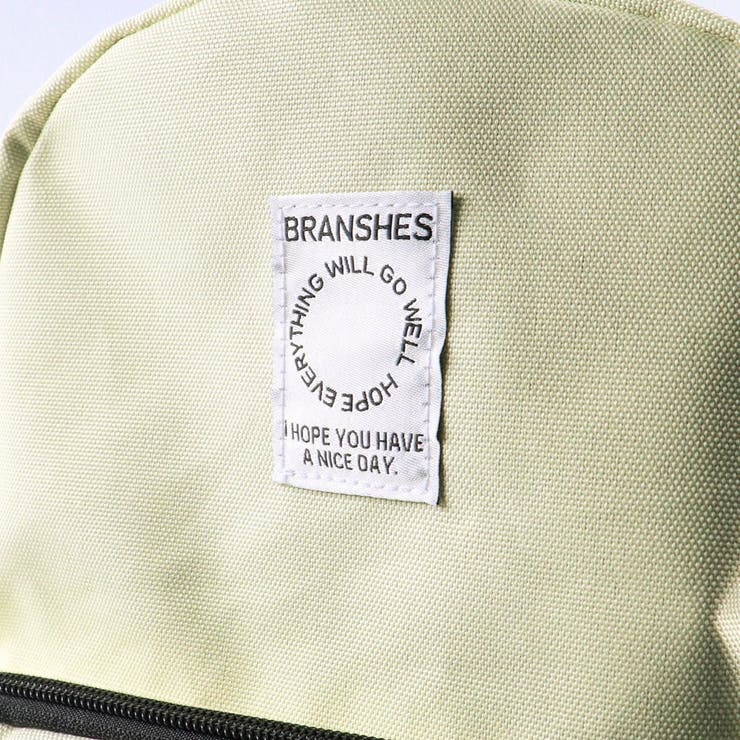 BRANSHES
HOPE EVERYTHING WILL GO WELL
I HOPE YOU HAVE
A NICE DAY.